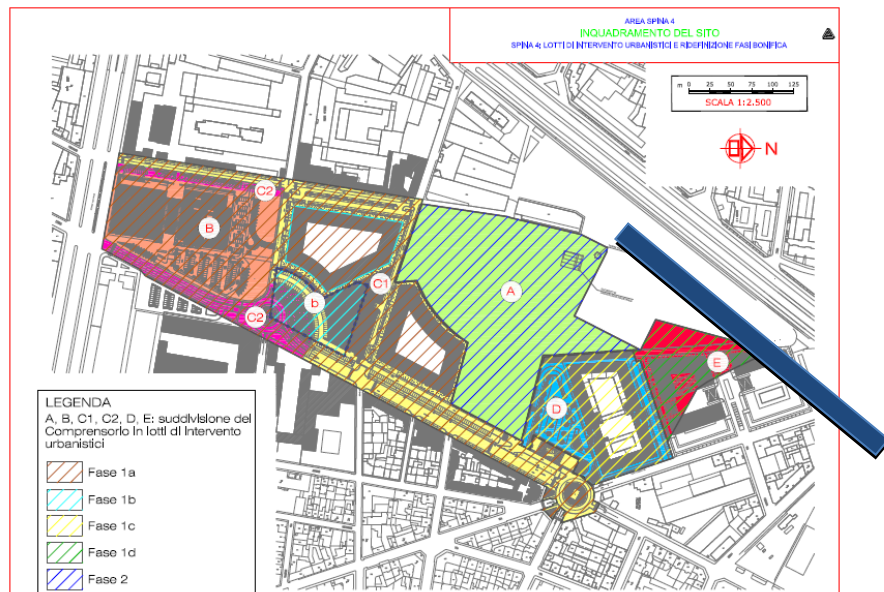 AREA SPINA 4
INQUADRAMENTO DEL SITO
SPINA 4: LOTTI DI INTERVENTO URBANISTICI E RIDEFINIZIONE FASI BONIFICA
m 0 25 50 75 100 125
SCALA 1:2.500
N
C2
B
C1
b
A
C2
E
D
LEGENDA
A, B, C1, C2, D, E: suddivisione del
Comprensorio in lotti di intervento
urbanistici
Fase 1a
Fase 1b
Fase 1c
Fase 1d
Fase 2